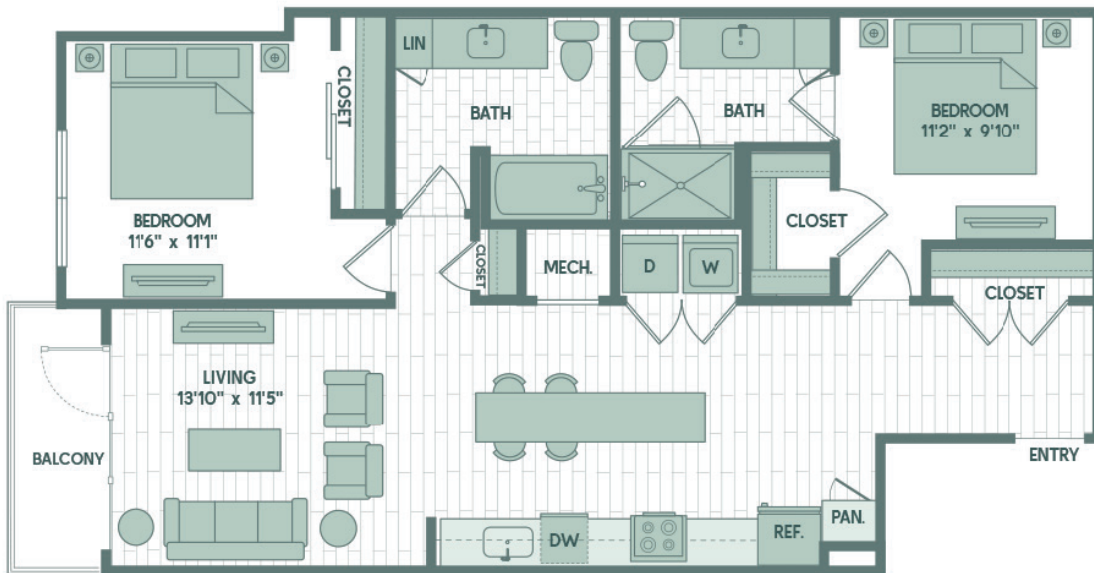 LIN
CLOSET
BATH
BATH
BEDROOM
11'2" x 9'10"
BEDROOM
11'6" x 11'1"
CLOSET
CLOSET
MECH.
D
W
CLOSET
LIVING
13'10" x 11'5"
BALCONY
ENTRY
DW
REF.
PAN.